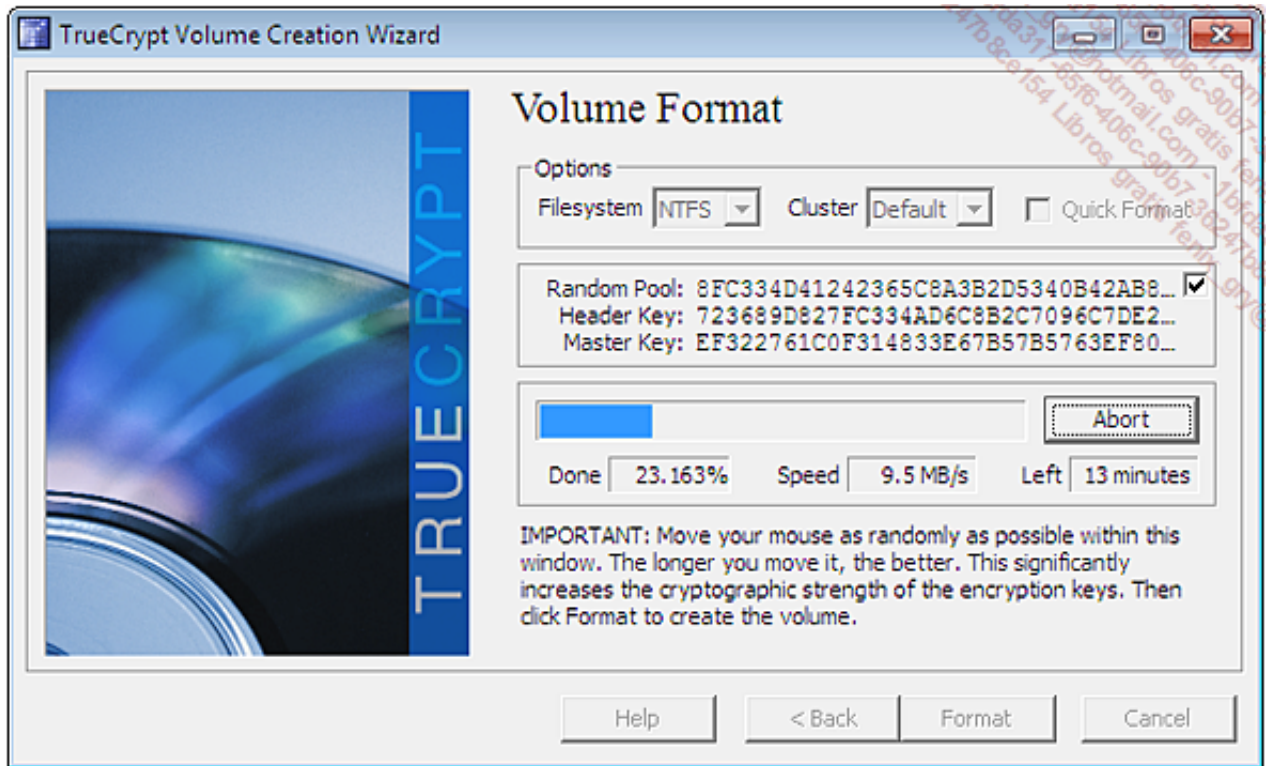 TrueCrypt Volume Creation Wizard
TRUECRYPT
Volume Format
Options
Filesystem NTFS Cluster Default Quick Format
Random Pool: 8FC334D41242365C8A3B2D5340B42AB8...
Header Key: 723689D827FC334AD6C8B2C7096C7DE2...
Master Key: EF322761C0F314833E67B57B5763EF80...
Abort
Done 23.163% Speed 9.5 MB/s Left 13 minutes
IMPORTANT: Move your mouse as randomly as possible within this
window. The longer you move it, the better. This significantly
increases the cryptographic strength of the encryption keys. Then
click Format to create the volume.
Help < Back Format Cancel